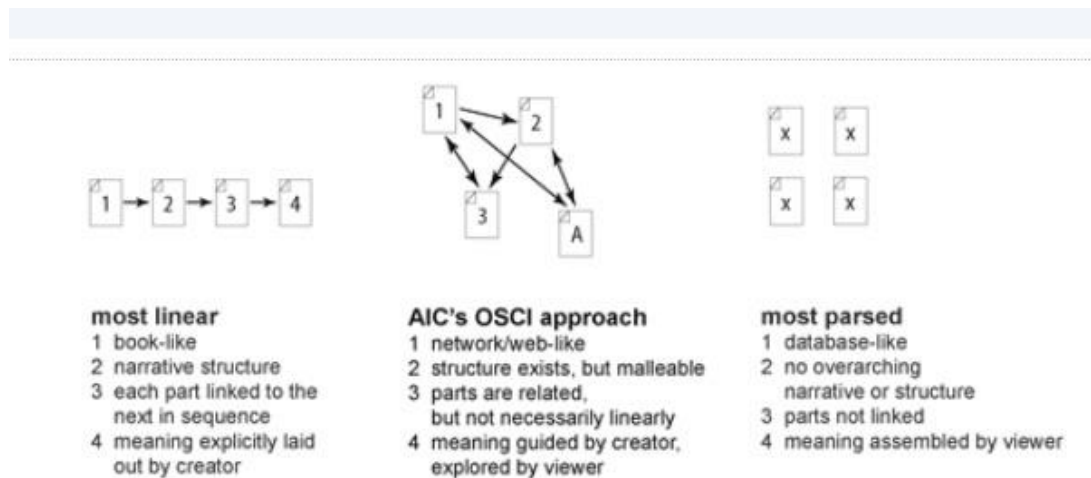 1
2
3
4
1
2
3
A
x
x
x
x
most linear
1 book-like
2 narrative structure
3 each part linked to the
next in sequence
4 meaning explicitly laid
out by creator
AIC's OSCI approach
1 network/web-like
2 structure exists, but malleable
3 parts are related,
but not necessarily linearly
4 meaning guided by creator,
explored by viewer
most parsed
1 database-like
2 no overarching
narrative or structure
3 parts not linked
4 meaning assembled by viewer